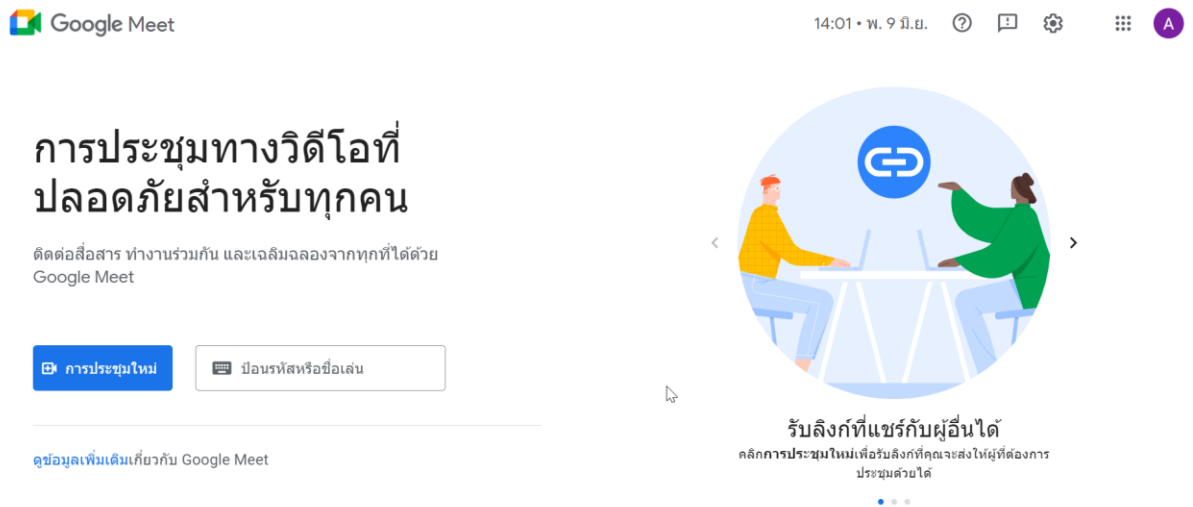 Google Meet
14:01 • พ. 9 มิ.ย.
A
การประชุมทางวิดีโอที่
ปลอดภัยสำหรับทุกคน
ติดต่อสื่อสาร ทำงานร่วมกัน และเฉลิมฉลองจากทุกที่ได้ด้วย
Google Meet
การประชุมใหม่
ป้อนรหัสหรือชื่อเล่น
ดูข้อมูลเพิ่มเติมเกี่ยวกับ Google Meet
รับลิงก์ที่แชร์กับผู้อื่นได้
คลิกการประชุมใหม่เพื่อรับลิงก์ที่คุณจะส่งให้ผู้ที่ต้องการ
ประชุมด้วยได้